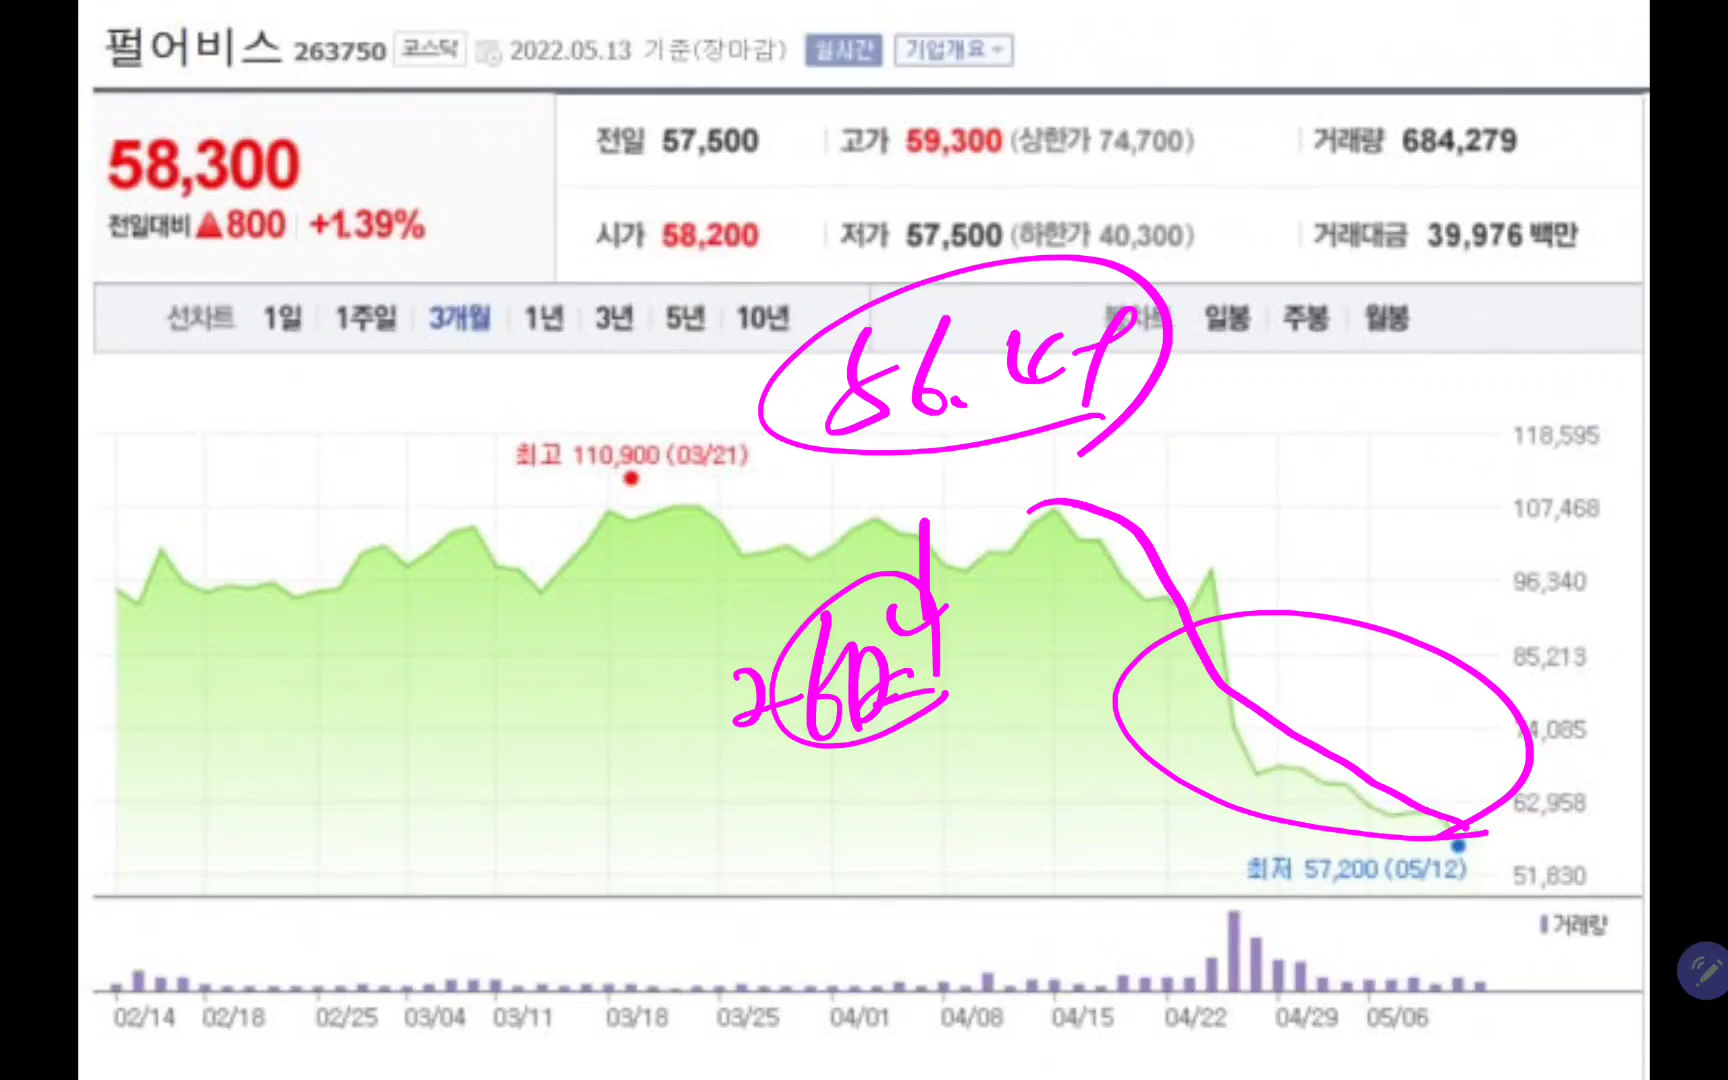 펄어비스 263750 코스닥 2022.05.13 기준(장마감) 실시간 기업개요
58,300
전일대비 ▲800 +1.39%
전일 57,500 고가 59,300 (상한가 74,700) 거래량 684,279
시가 58,200 저가 57,500 (하한가 40,300) 거래대금 39,976 백만
선차트 1일 1주일 3개월 1년 3년 5년 10년 봉차트 일봉 주봉 월봉
최고 110,900 (03/21)
118,595
107,468
96,340
85,213
74,085
62,958
51,830
최저 57,200 (05/12)
거래량
02/14 02/18 02/25 03/04 03/11 03/18 03/25 04/01 04/08 04/15 04/22 04/29 05/06